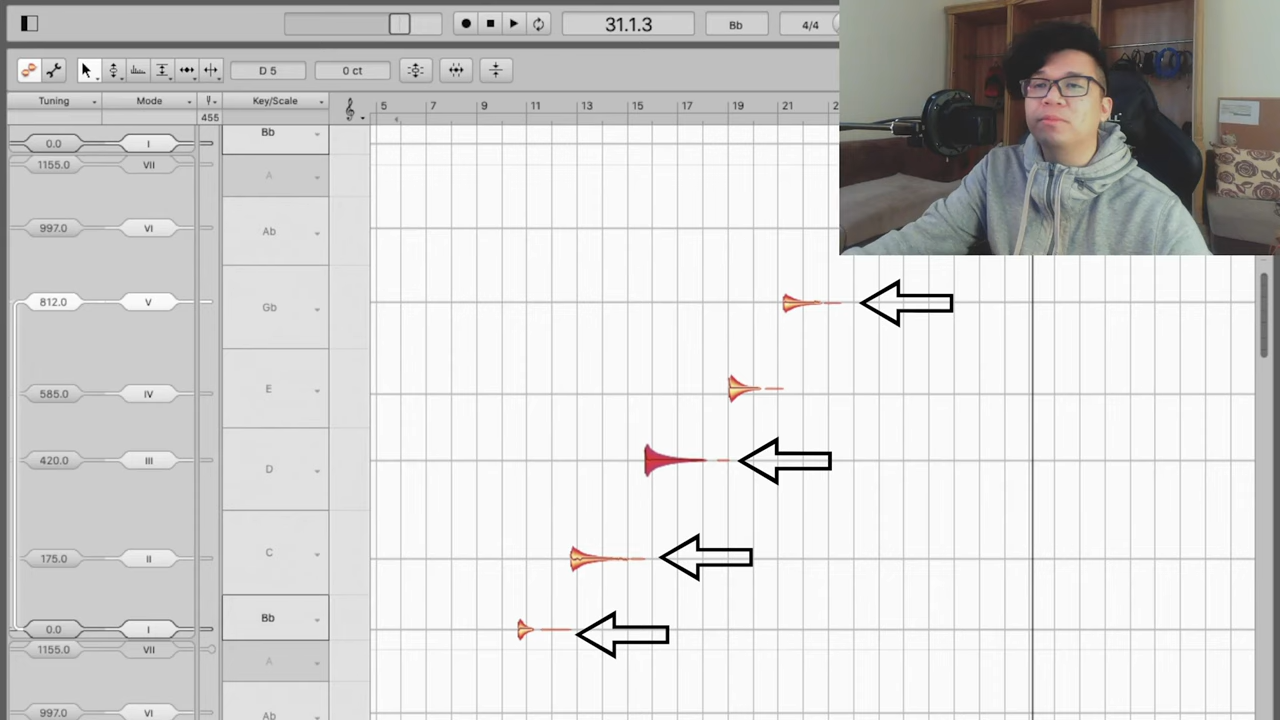 31.1.3 Bb 4/4
D 5 0 ct
Tuning Mode Key/Scale 5 7 9 11 13 15 17 19 21 2
455
0.0 I Bb
1155.0 VII A
997.0 VI Ab
812.0 V Gb
585.0 IV E
420.0 III D
175.0 II C
0.0 I Bb
1155.0 VII A
997.0 VI Ab